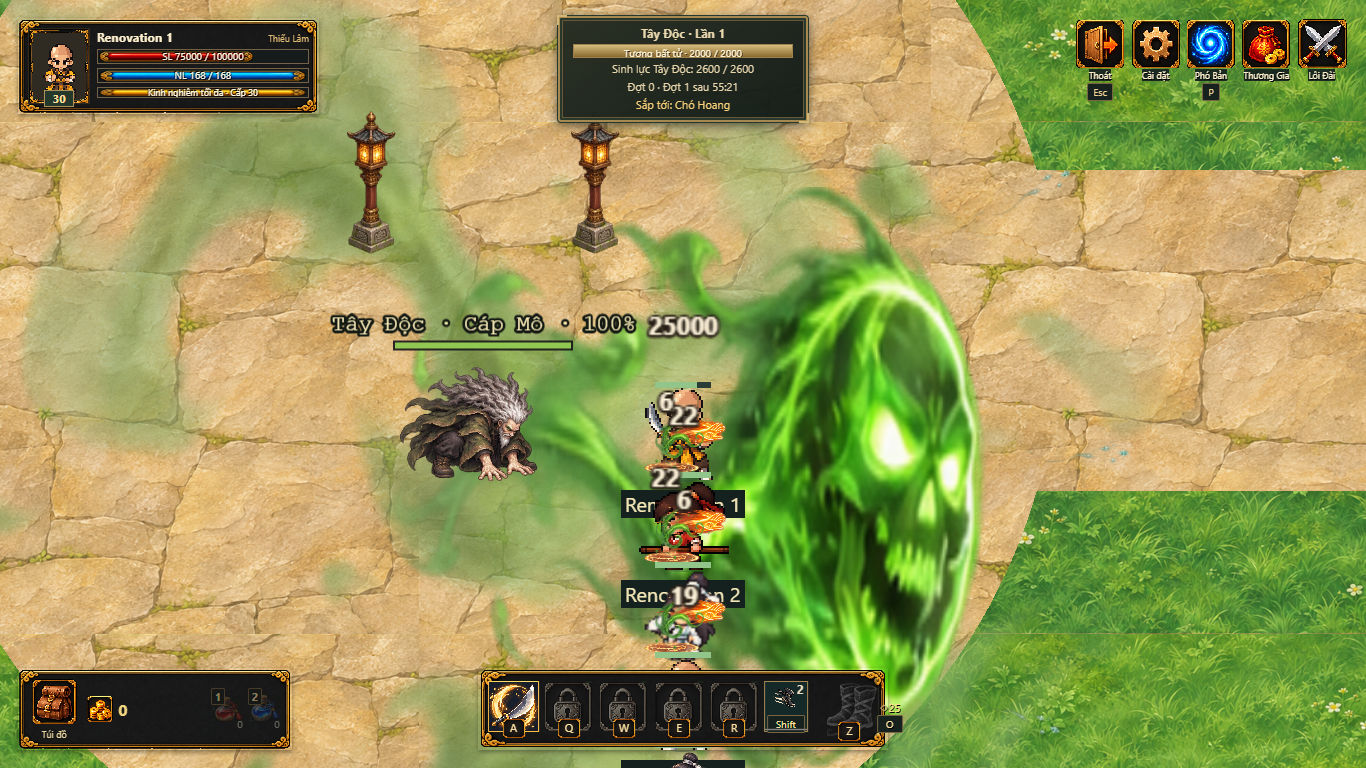 Renovation 1
Thiếu Lâm
SL 75000 / 100000
NL 168 / 168
Kinh nghiệm tối đa · Cấp 30
30
Tây Độc · Lần 1
Tương bất tử · 2000 / 2000
Sinh lực Tây Độc: 2600 / 2600
Đợt 0 · Đợt 1 sau 55:21
Sắp tới: Chó Hoang
Thoát
Cài đặt
Phó Bản
Thương Gia
Lôi Đài
Esc
P
Tây Độc · Cáp Mô · 100%
25000
6
22
22
6
1
19
2
Túi đồ
0
1
0
2
0
A
Q
W
E
R
2
Shift
Z
25
O